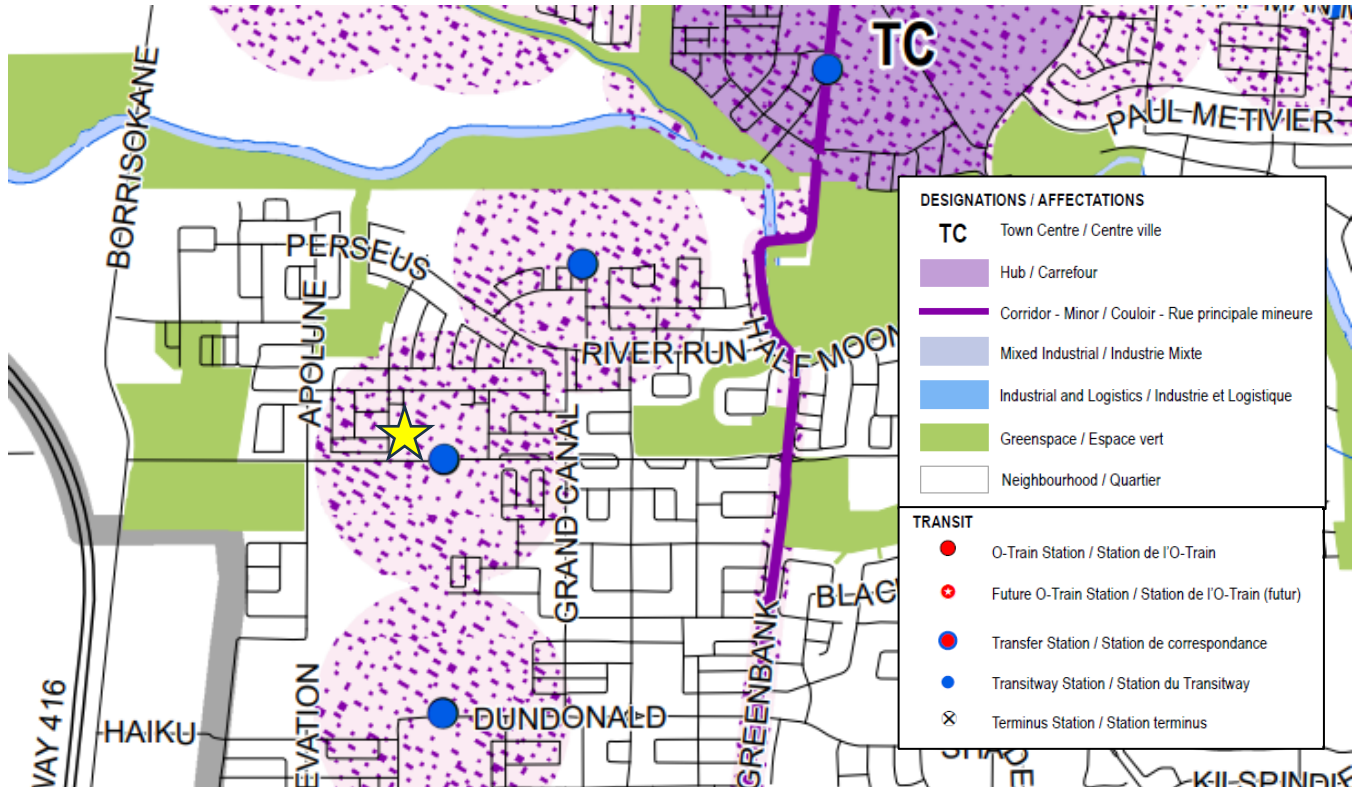 TC
PAUL-METIVIER
BORRISOKANE
PERSEUS
APOLUNE
RIVER RUN
HALF MOON
GRAND CANAL
GREENBANK
HAIKU
DUNDONALD
DESIGNATIONS / AFFECTATIONS
TC Town Centre / Centre ville
Hub / Carrefour
Corridor - Minor / Couloir - Rue principale mineure
Mixed Industrial / Industrie Mixte
Industrial and Logistics / Industrie et Logistique
Greenspace / Espace vert
Neighbourhood / Quartier
TRANSIT
O-Train Station / Station de l'O-Train
Future O-Train Station / Station de l'O-Train (futur)
Transfer Station / Station de correspondance
Transitway Station / Station du Transitway
Terminus Station / Station terminus